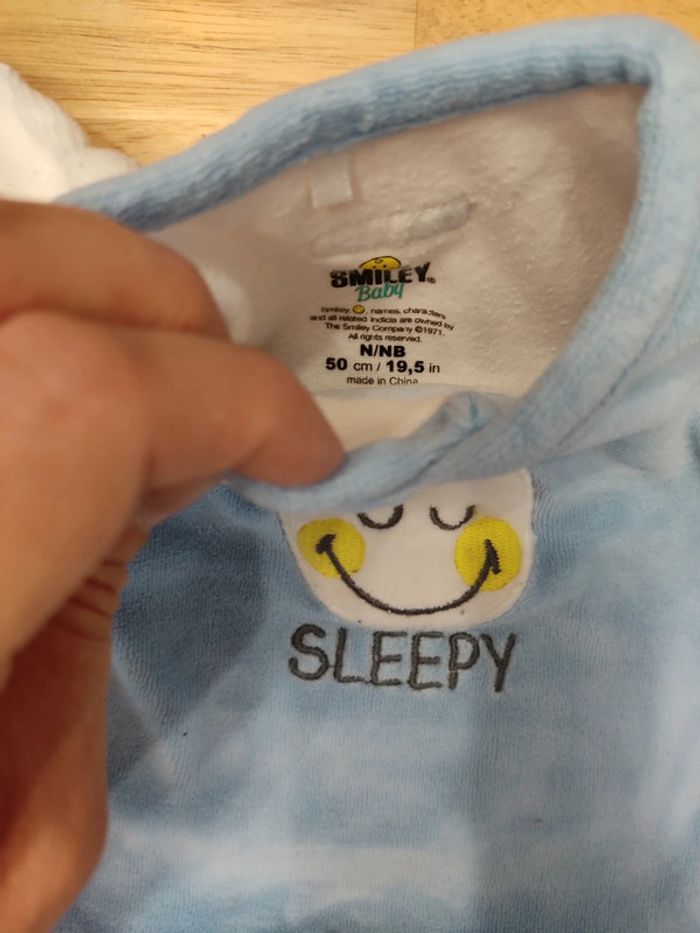 SMILEY®
Baby
Smiley, names, characters
and all related indicia are owned by
The Smiley Company ©1971.
All rights reserved.
N/NB
50 cm / 19,5 in
made in China
SLEEPY